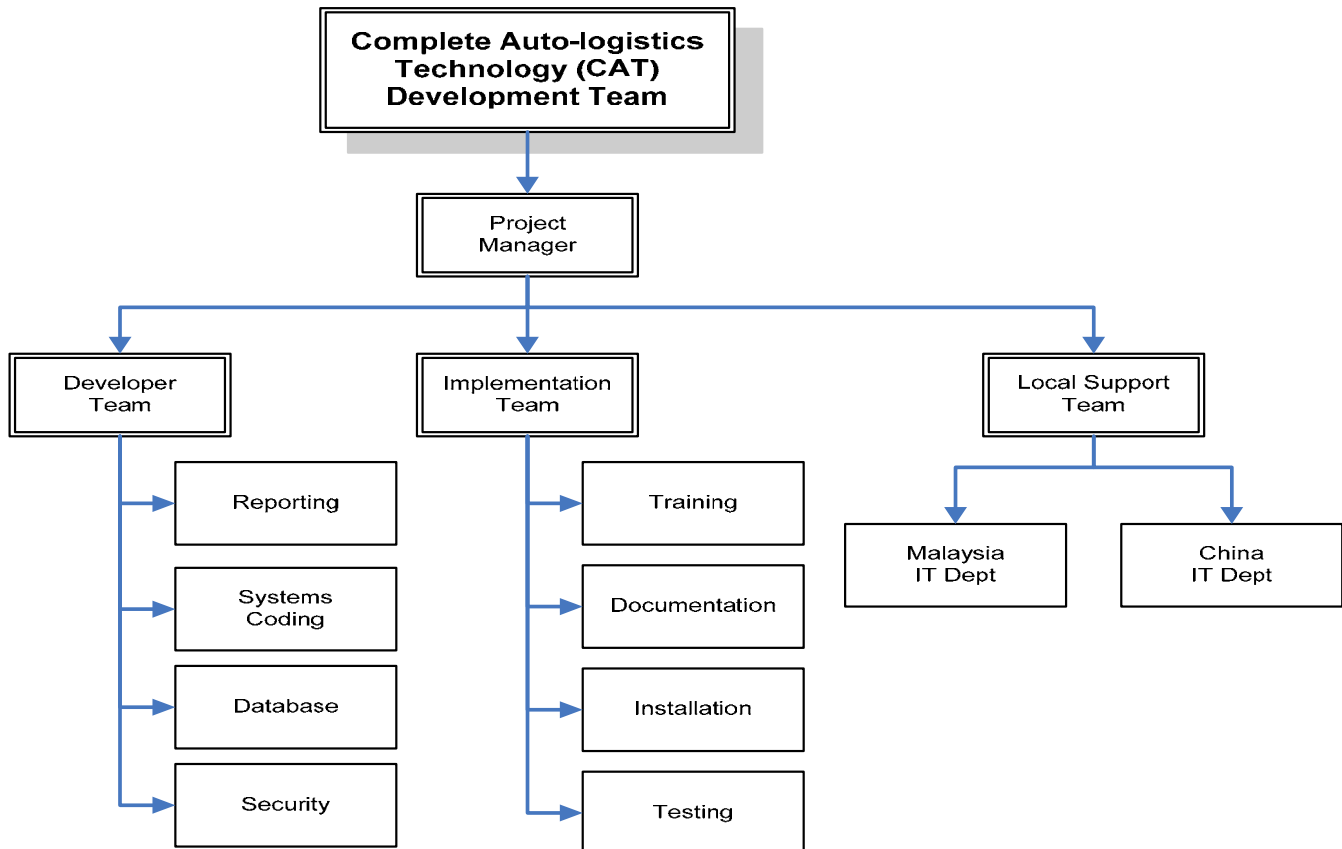 Complete Auto-logistics
Technology (CAT)
Development Team
Project
Manager
Developer
Team
Implementation
Team
Local Support
Team
Reporting
Systems
Coding
Database
Security
Training
Documentation
Installation
Testing
Malaysia
IT Dept
China
IT Dept